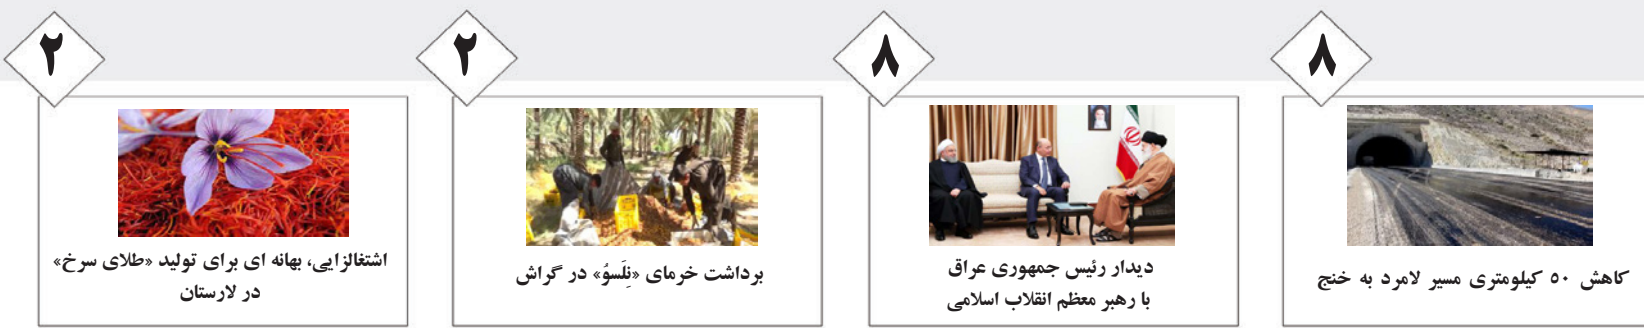 ۸
کاهش ۵۰ کیلومتری مسیر لامرد به خنج
۸
دیدار رئیس جمهوری عراق
با رهبر معظم انقلاب اسلامی
۲
برداشت خرمای «نِلَسوُ» در گراش
۲
اشتغالزایی، بهانه ای برای تولید «طلای سرخ»
در لارستان